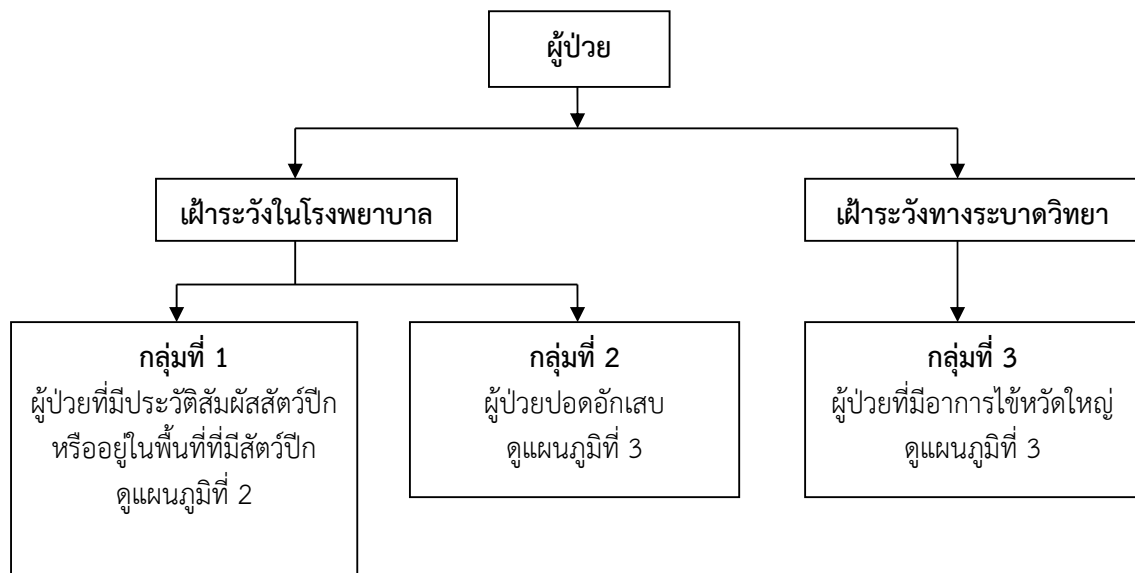 ผู้ป่วย
เฝ้าระวังในโรงพยาบาล
เฝ้าระวังทางระบาดวิทยา
กลุ่มที่ 1
ผู้ป่วยที่มีประวัติสัมผัสสัตว์ปีก
หรืออยู่ในพื้นที่ที่มีสัตว์ปีก
ดูแผนภูมิที่ 2
กลุ่มที่ 2
ผู้ป่วยปอดอักเสบ
ดูแผนภูมิที่ 3
กลุ่มที่ 3
ผู้ป่วยที่มีอาการไข้หวัดใหญ่
ดูแผนภูมิที่ 3